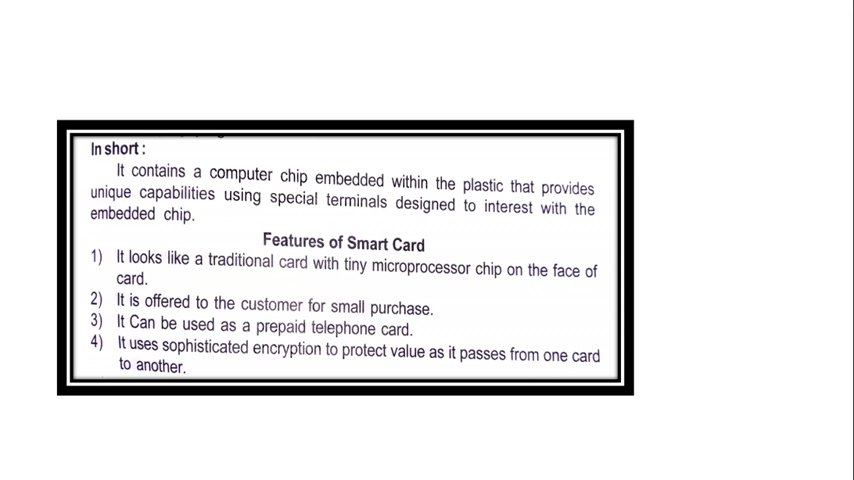 In short :
It contains a computer chip embedded within the plastic that provides
unique capabilities using special terminals designed to interest with the
embedded chip.
Features of Smart Card
1) It looks like a traditional card with tiny microprocessor chip on the face of
card.
2) It is offered to the customer for small purchase.
3) It Can be used as a prepaid telephone card.
4) It uses sophisticated encryption to protect value as it passes from one card
to another.